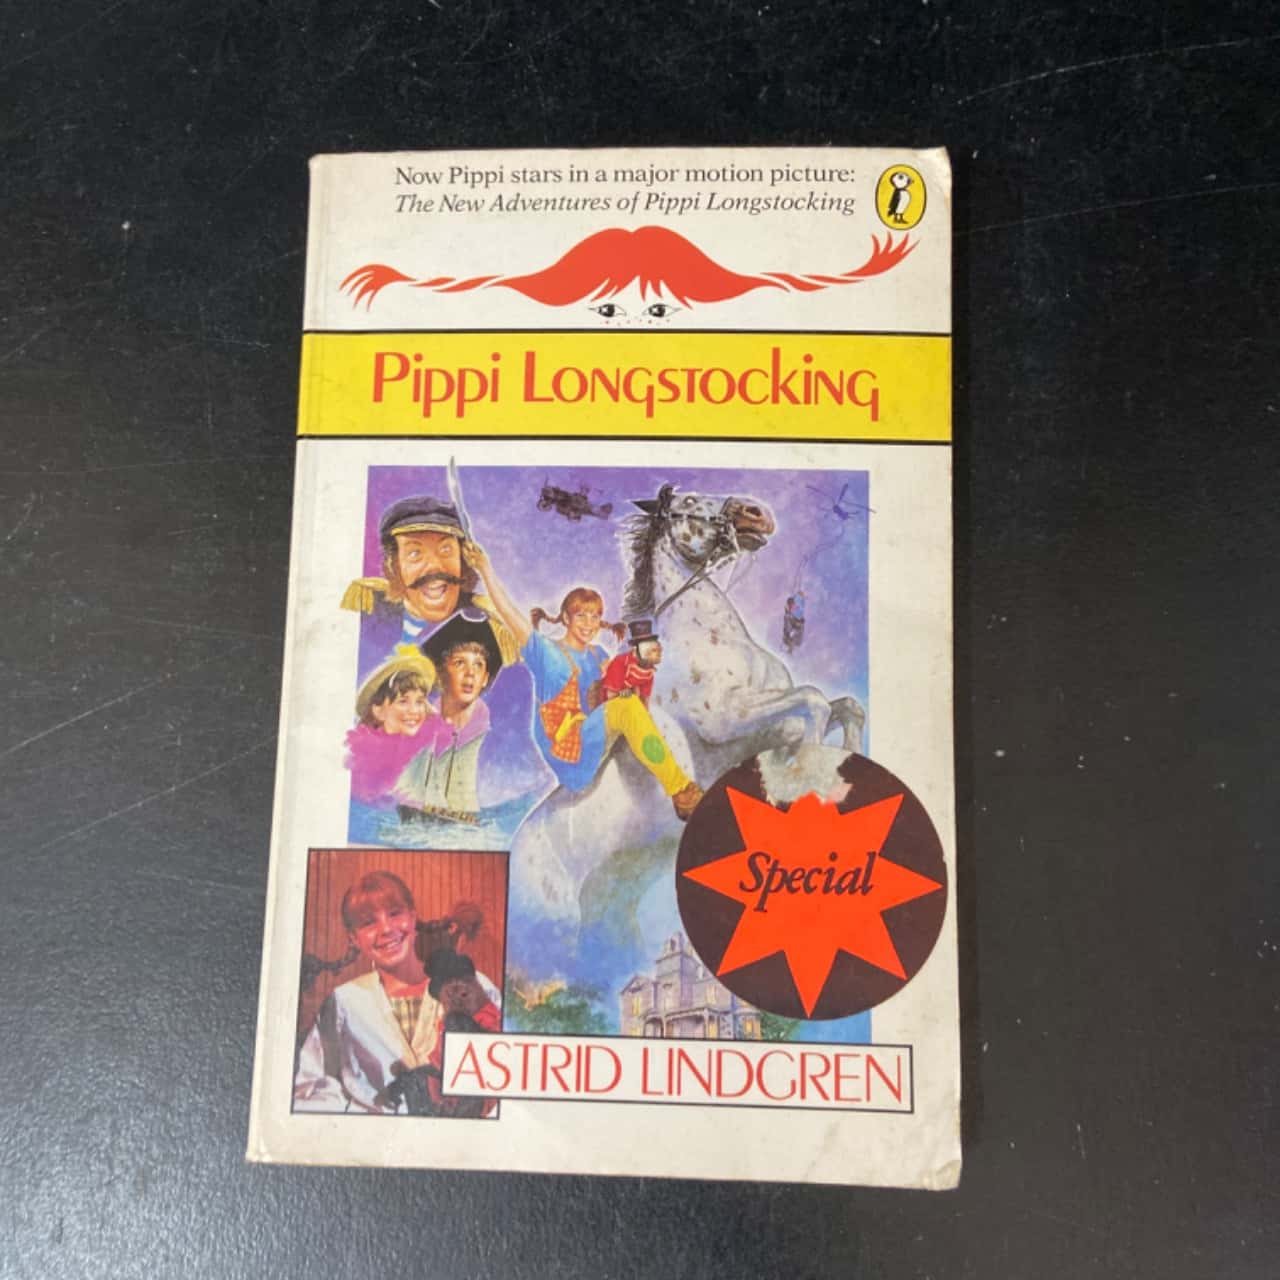 Now Pippi stars in a major motion picture:
The New Adventures of Pippi Longstocking
Pippi Longstocking
Special
ASTRID LINDGREN